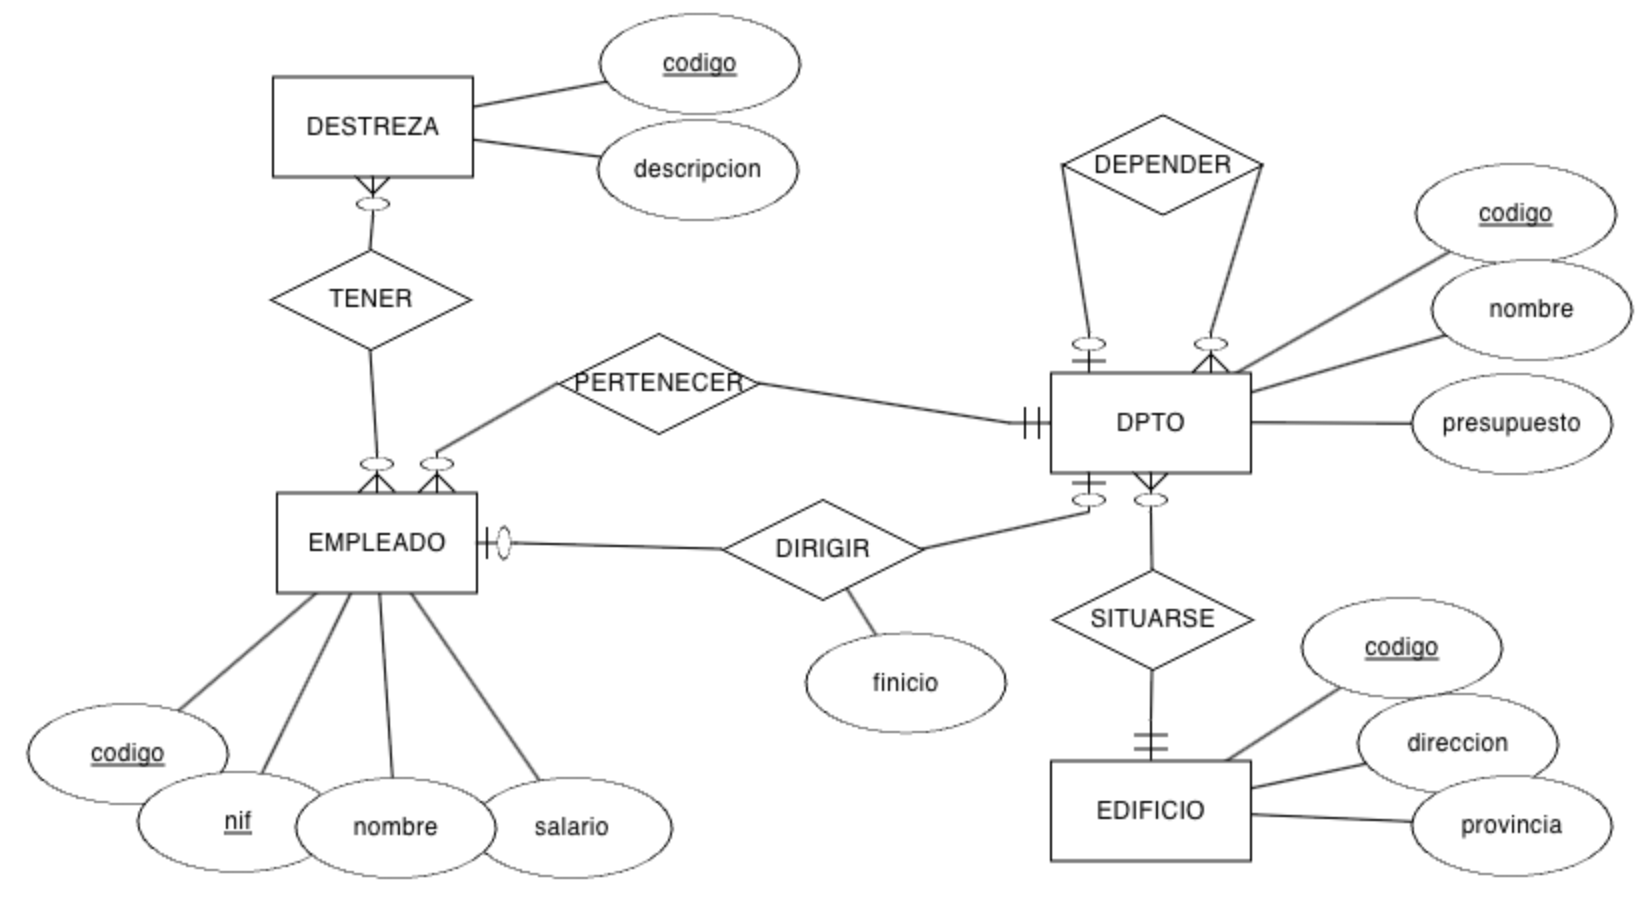 codigo
DESTREZA
descripcion
DEPENDER
codigo
TENER
nombre
PERTENECER
DPTO
presupuesto
EMPLEADO
DIRIGIR
SITUARSE
codigo
finicio
direccion
codigo
EDIFICIO
provincia
nif
nombre
salario